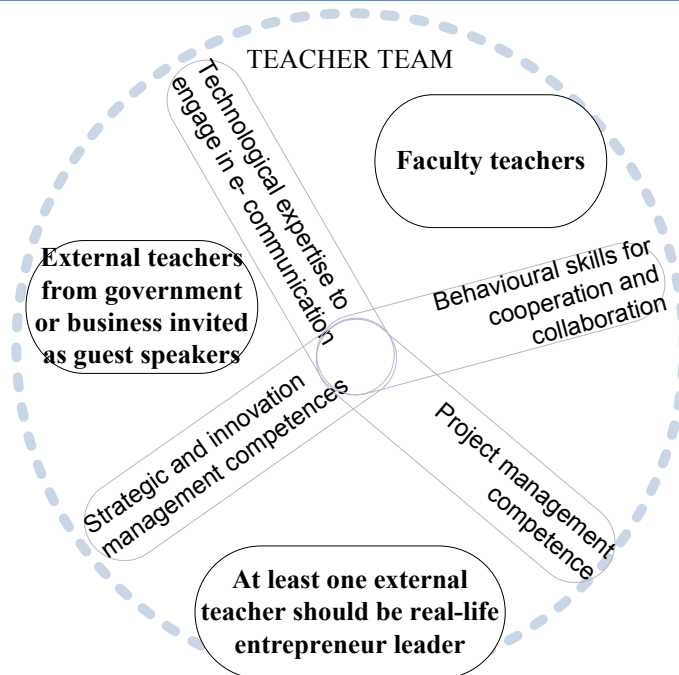 TEACHER TEAM
Technological expertise to
engage in e- communication
Faculty teachers
External teachers
from government
or business invited
as guest speakers
Behavioural skills for
cooperation and
collaboration
Strategic and innovation
management competences
Project management
competence
At least one external
teacher should be real-life
entrepreneur leader